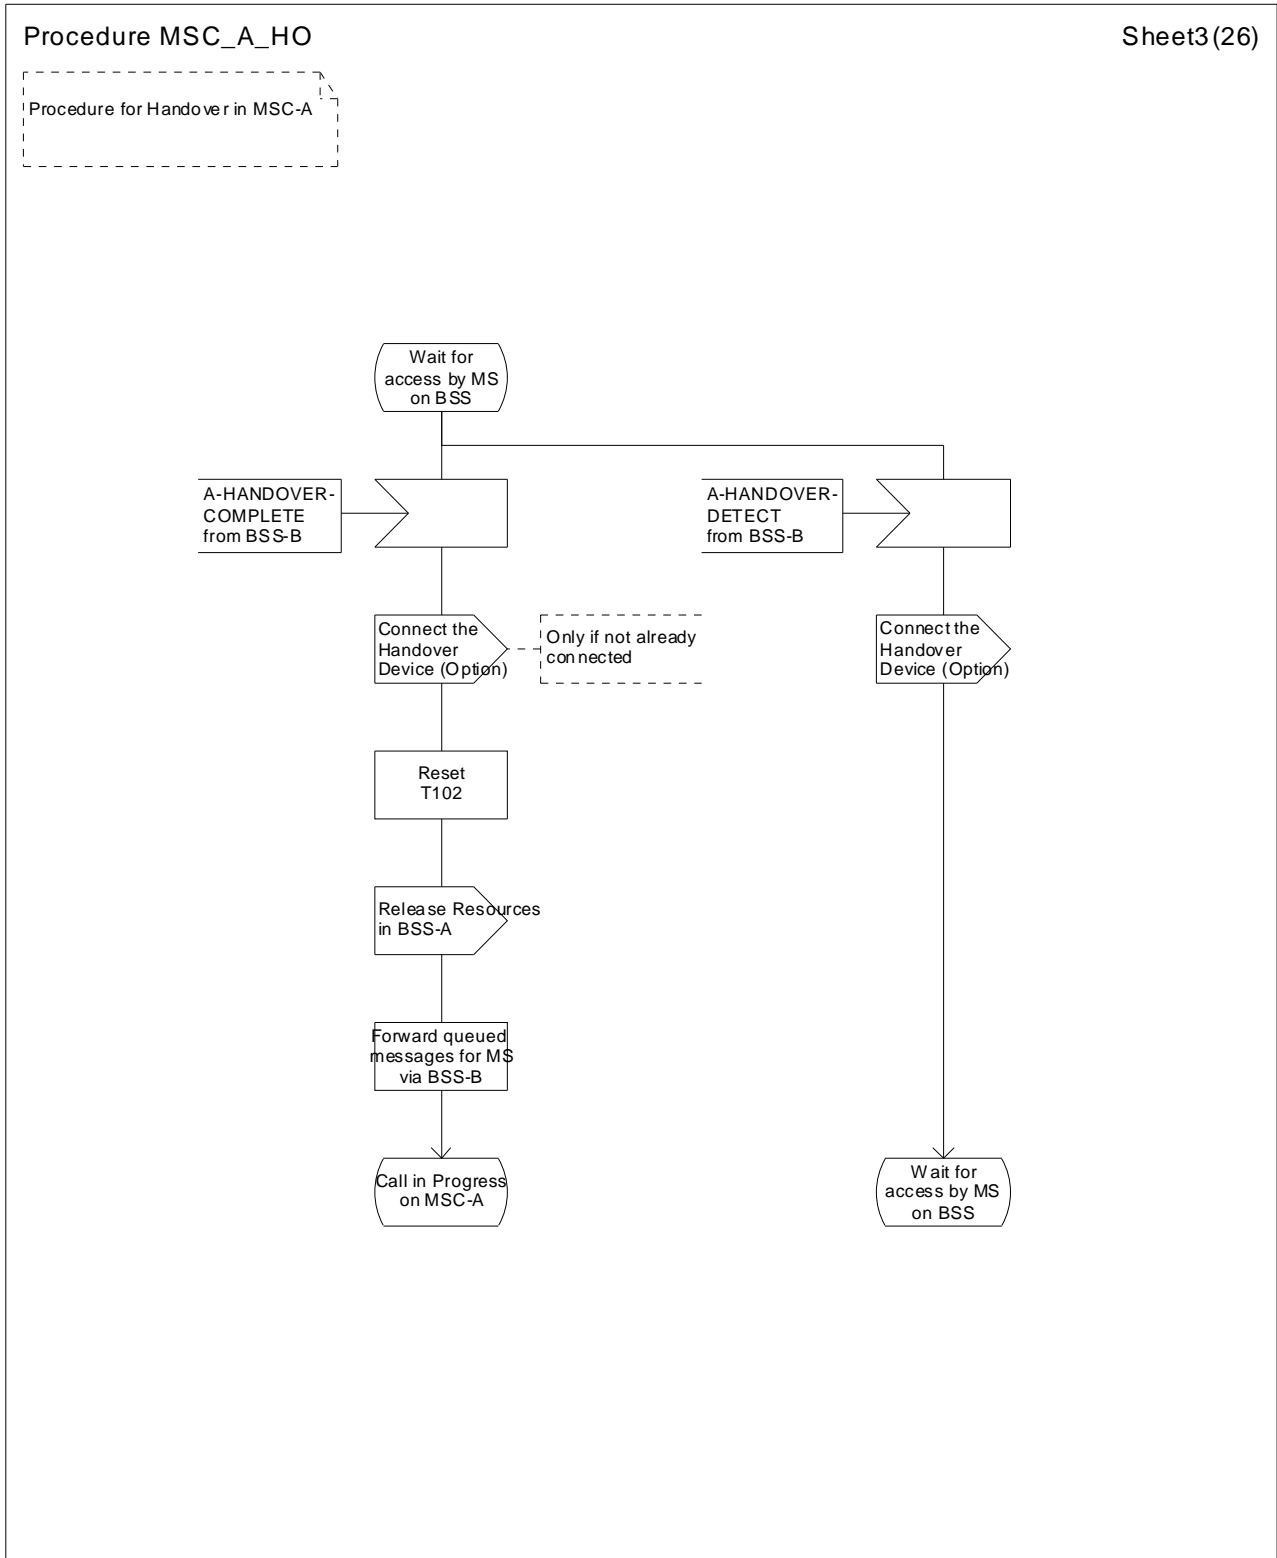 Procedure MSC_A_HO
Sheet3(26)
Procedure for Handover in MSC-A
Wait for
access by MS
on BSS
A-HANDOVER-
COMPLETE
from BSS-B
A-HANDOVER-
DETECT
from BSS-B
Connect the
Handover
Device (Option)
Only if not already
connected
Connect the
Handover
Device (Option)
Reset
T102
Release Resources
in BSS-A
Forward queued
messages for MS
via BSS-B
Call in Progress
on MSC-A
Wait for
access by MS
on BSS